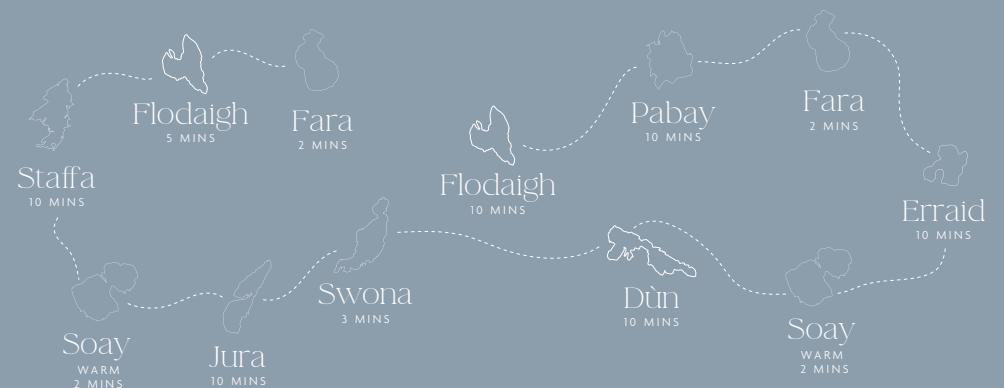 Flodaigh
5 MINS
Fara
2 MINS
Staffa
10 MINS
Soay
WARM
2 MINS
Jura
10 MINS
Swona
3 MINS
Flodaigh
10 MINS
Pabay
10 MINS
Fara
2 MINS
Erraid
10 MINS
Dùn
10 MINS
Soay
WARM
2 MINS